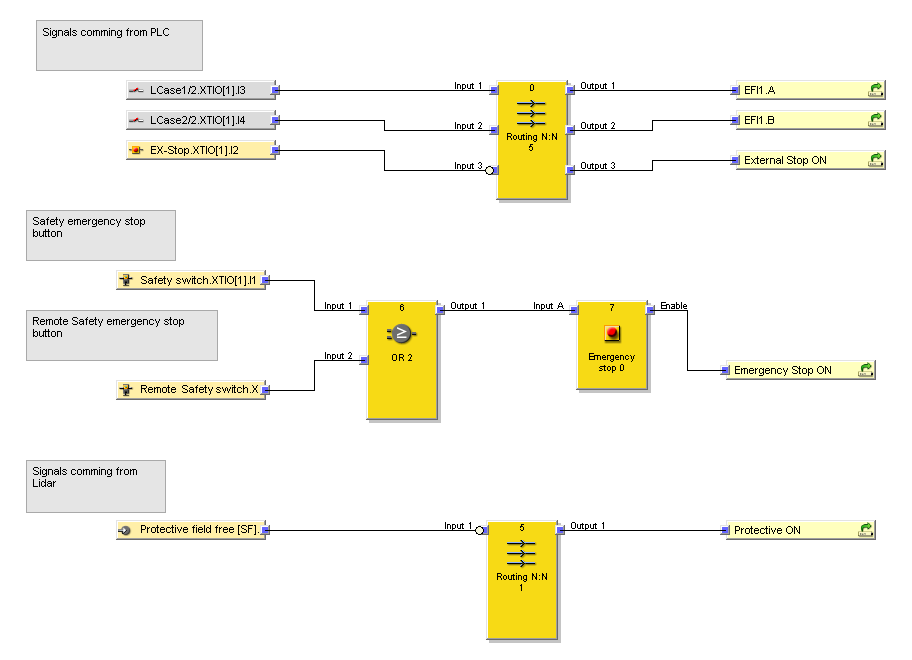 Signals comming from PLC
LCase1/2.XTIO[1].I3
Input 1
0
Output 1
EFI1.A
LCase2/2.XTIO[1].I4
Input 2
Routing N:N
5
Output 2
EFI1.B
EX-Stop.XTIO[1].I2
Input 3
Output 3
External Stop ON
Safety emergency stop
button
Safety switch.XTIO[1].I1
Input 1
6
Output 1
Input A
7
Enable
Remote Safety emergency stop
button
Input 2
OR 2
Emergency
stop 0
Emergency Stop ON
Remote Safety switch.X
Signals comming from
Lidar
Protective field free [SF].
Input 1
5
Output 1
Protective ON
Routing N:N
1